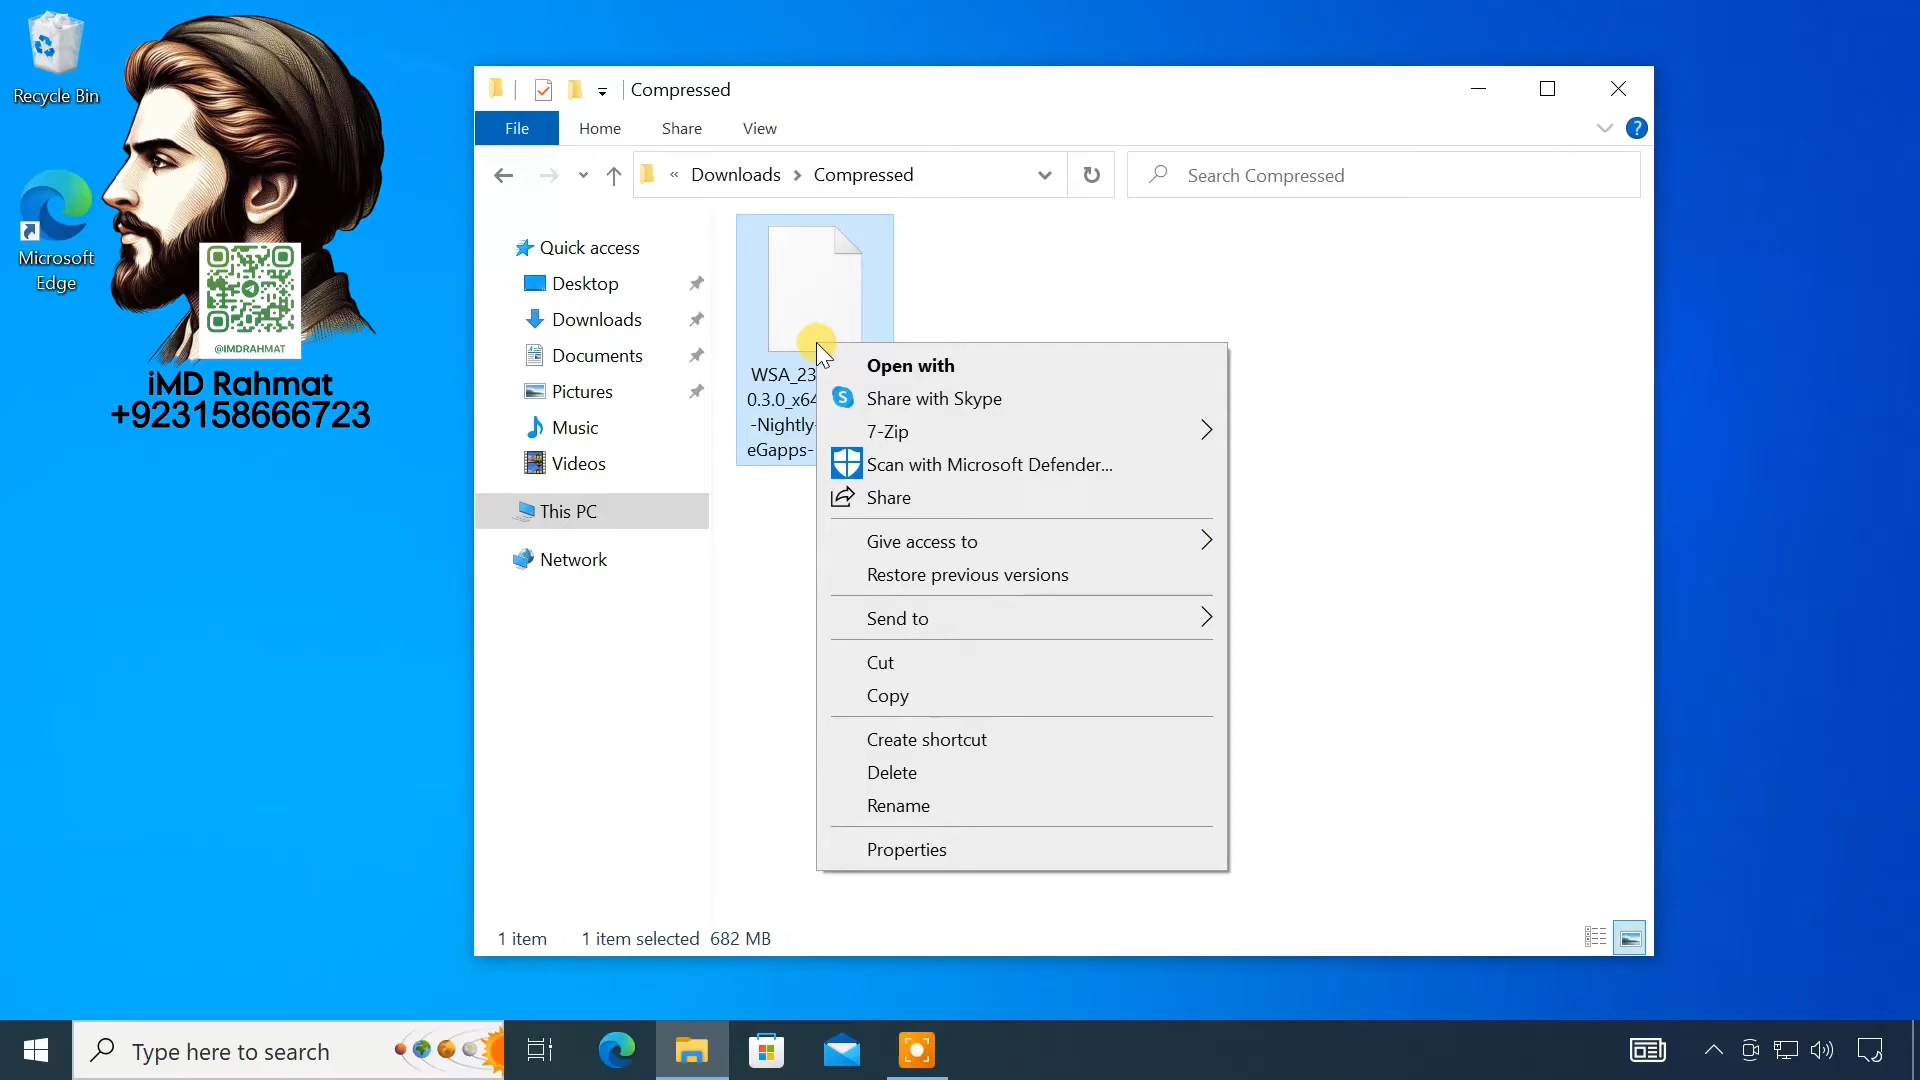 Recycle Bin
Microsoft
Edge
@IMDRAHMAT
iMD Rahmat
+923158666723
Compressed
File
Home
Share
View
?
« Downloads > Compressed
Search Compressed
Quick access
Desktop
Downloads
Documents
Pictures
Music
Videos
This PC
Network
WSA_23
0.3.0_x64
-Nightly-
eGapps-
Open with
Share with Skype
7-Zip
Scan with Microsoft Defender...
Share
Give access to
Restore previous versions
Send to
Cut
Copy
Create shortcut
Delete
Rename
Properties
1 item
1 item selected 682 MB
Type here to search